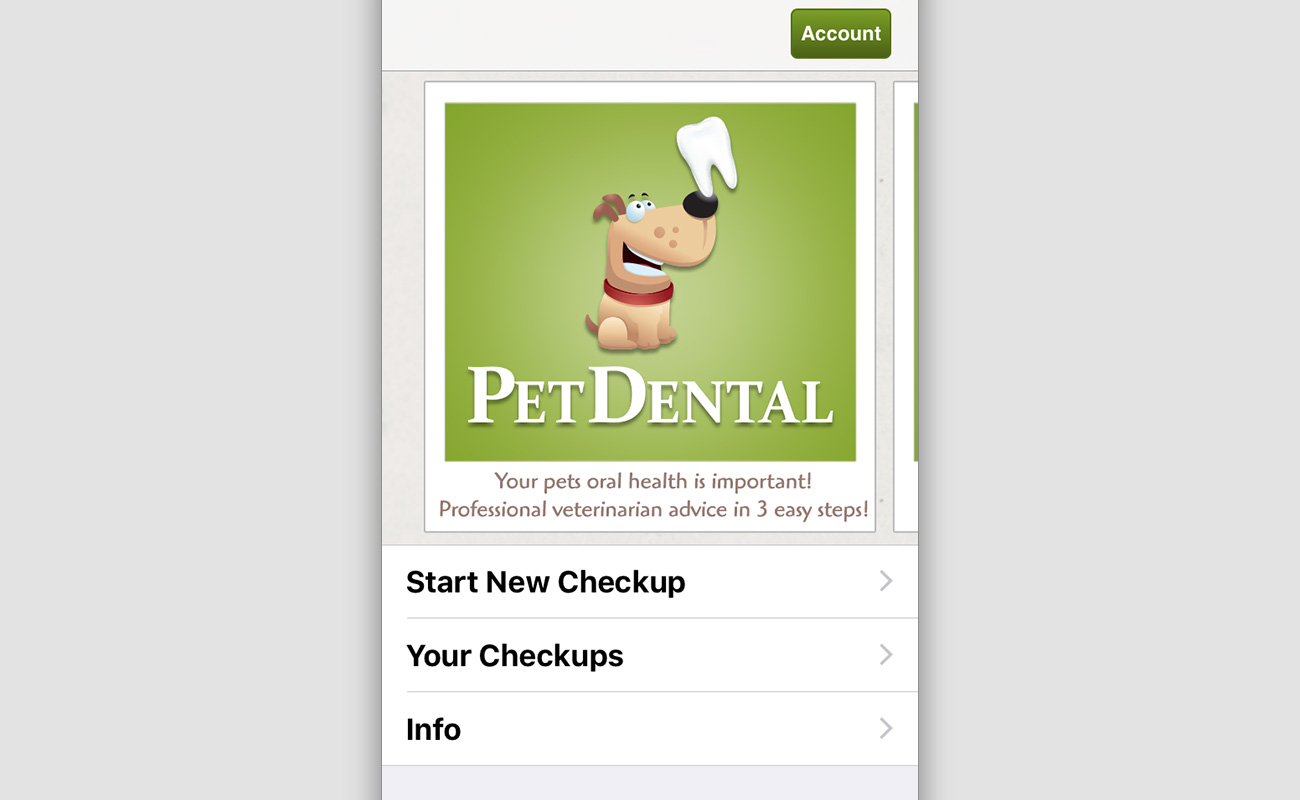 Account
PetDental
Your pets oral health is important!
Professional veterinarian advice in 3 easy steps!
Start New Checkup
Your Checkups
Info